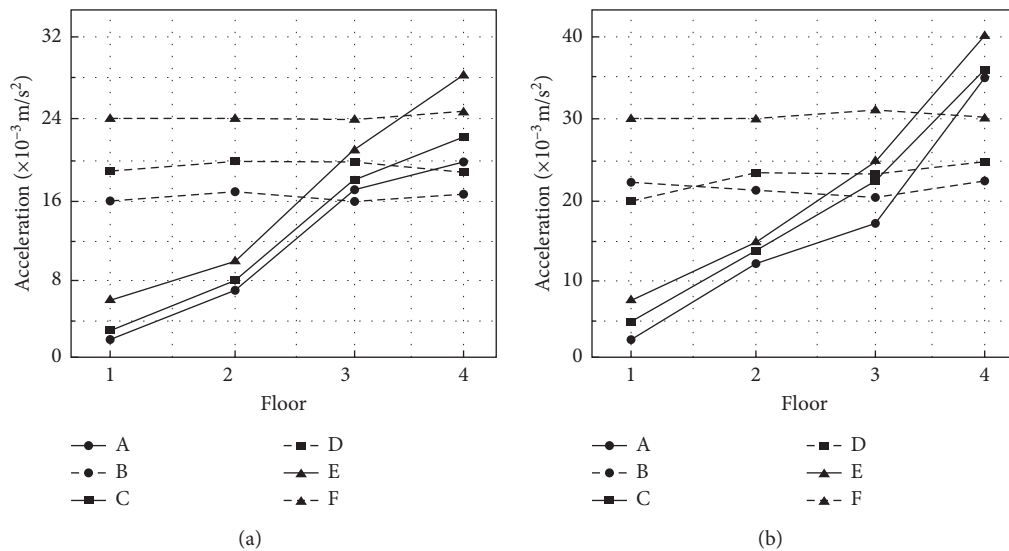 Acceleration (×10⁻³ m/s²)
32
24
16
8
0
1 2 3 4
Floor
A
B
C
D
E
F
(a)
Acceleration (×10⁻³ m/s²)
40
30
20
10
0
1 2 3 4
Floor
A
B
C
D
E
F
(b)